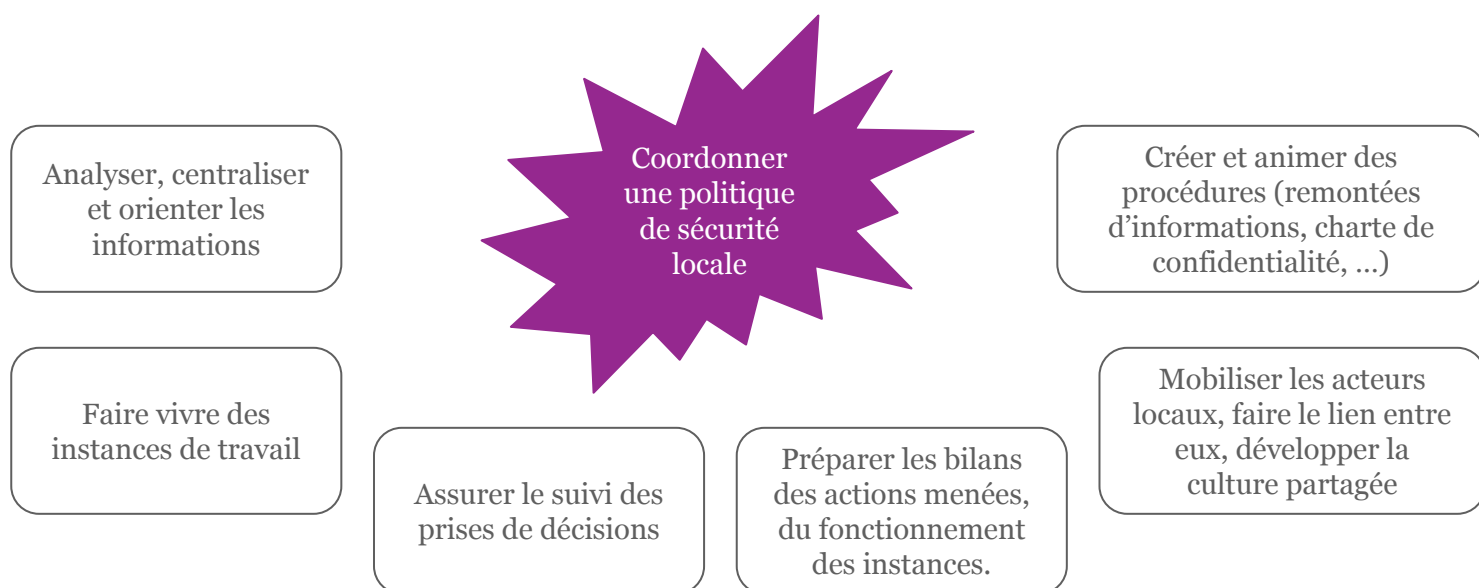 Coordonner
une politique
de sécurité
locale
Analyser, centraliser
et orienter les
informations
Créer et animer des
procédures (remontées
d’informations, charte de
confidentialité, ...)
Faire vivre des
instances de travail
Assurer le suivi des
prises de décisions
Préparer les bilans
des actions menées,
du fonctionnement
des instances.
Mobiliser les acteurs
locaux, faire le lien entre
eux, développer la
culture partagée